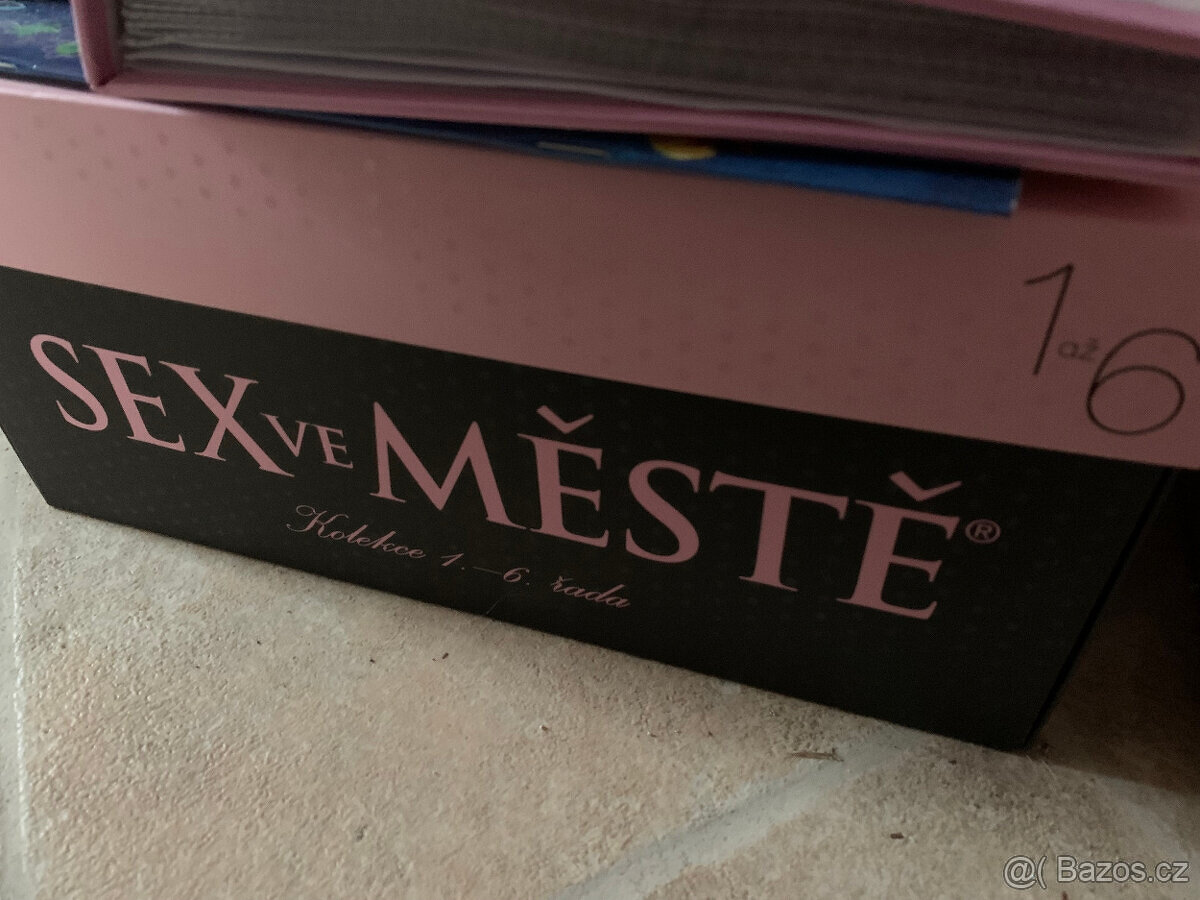 1 až 6
SEX VE MĚSTĚ®
Kolekce 1.–6. řada
@( Bazos.cz